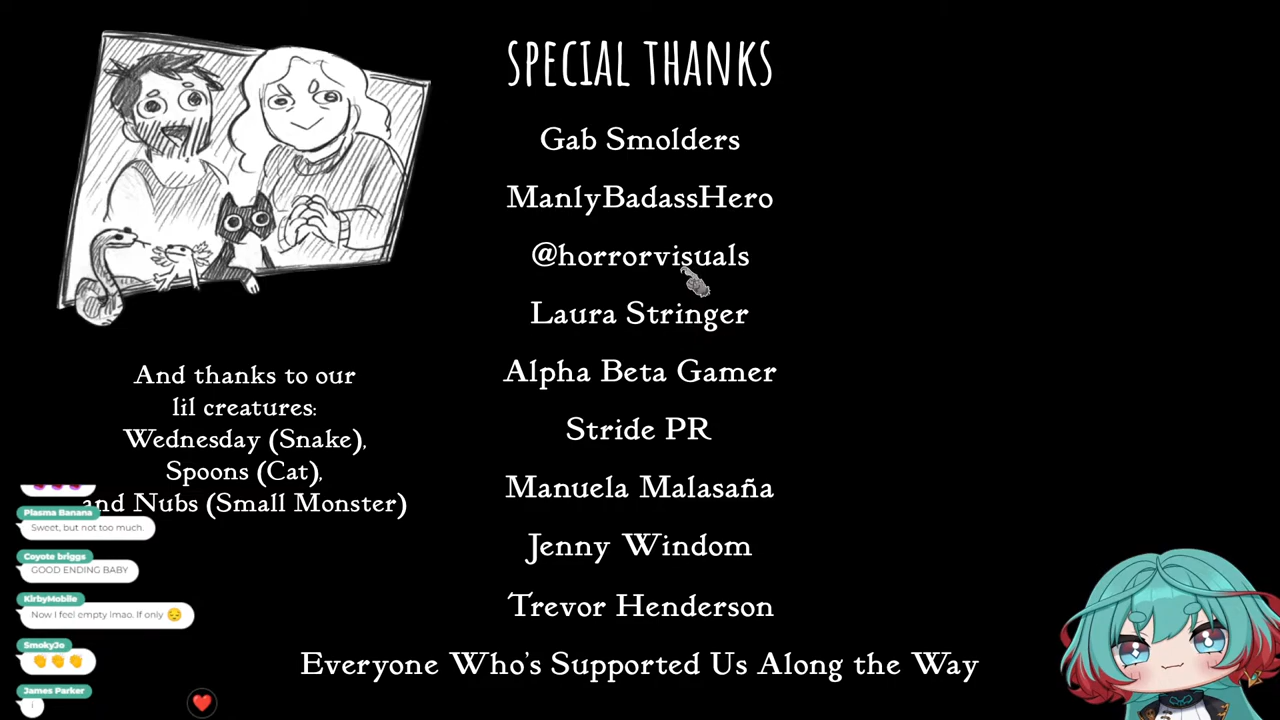 SPECIAL THANKS
Gab Smolders
ManlyBadassHero
@horrorvisuals
Laura Stringer
Alpha Beta Gamer
Stride PR
Manuela Malasaña
Jenny Windom
Trevor Henderson
Everyone Who's Supported Us Along the Way
And thanks to our
lil creatures:
Wednesday (Snake),
Spoons (Cat),
and Nubs (Small Monster)
Plasma Banana
Sweet, but not too much.
Coyote briggs
GOOD ENDING BABY
KirbyMobile
Now I feel empty lmao. If only 😔
SmokyJo
👏👏👏
James Parker